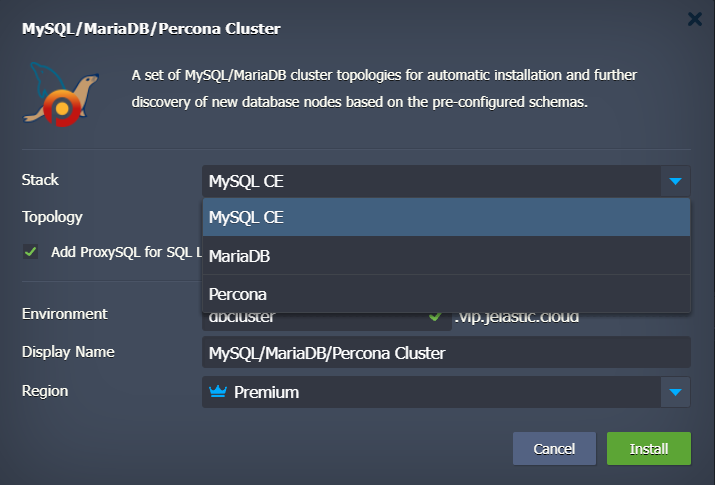 MySQL/MariaDB/Percona Cluster
A set of MySQL/MariaDB cluster topologies for automatic installation and further
discovery of new database nodes based on the pre-configured schemas.
Stack
MySQL CE
Topology
MySQL CE
Add ProxySQL for SQL L
MariaDB
Percona
Environment
dbcluster
.vip.jelastic.cloud
Display Name
MySQL/MariaDB/Percona Cluster
Region
Premium
Cancel
Install